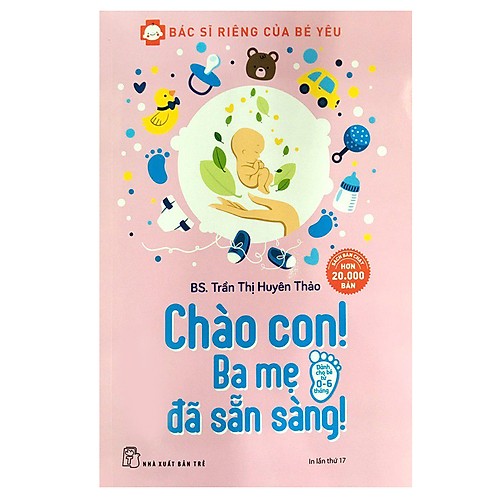 BÁC SĨ RIÊNG CỦA BÉ YÊU
BS. Trần Thị Huyên Thảo
SÁCH BÁN CHẠY
HƠN
20.000
BẢN
Chào con!
Ba mẹ
Dành
cho bé
từ
0-6
tháng
đã sẵn sàng!
NHÀ XUẤT BẢN TRẺ
In lần thứ 17